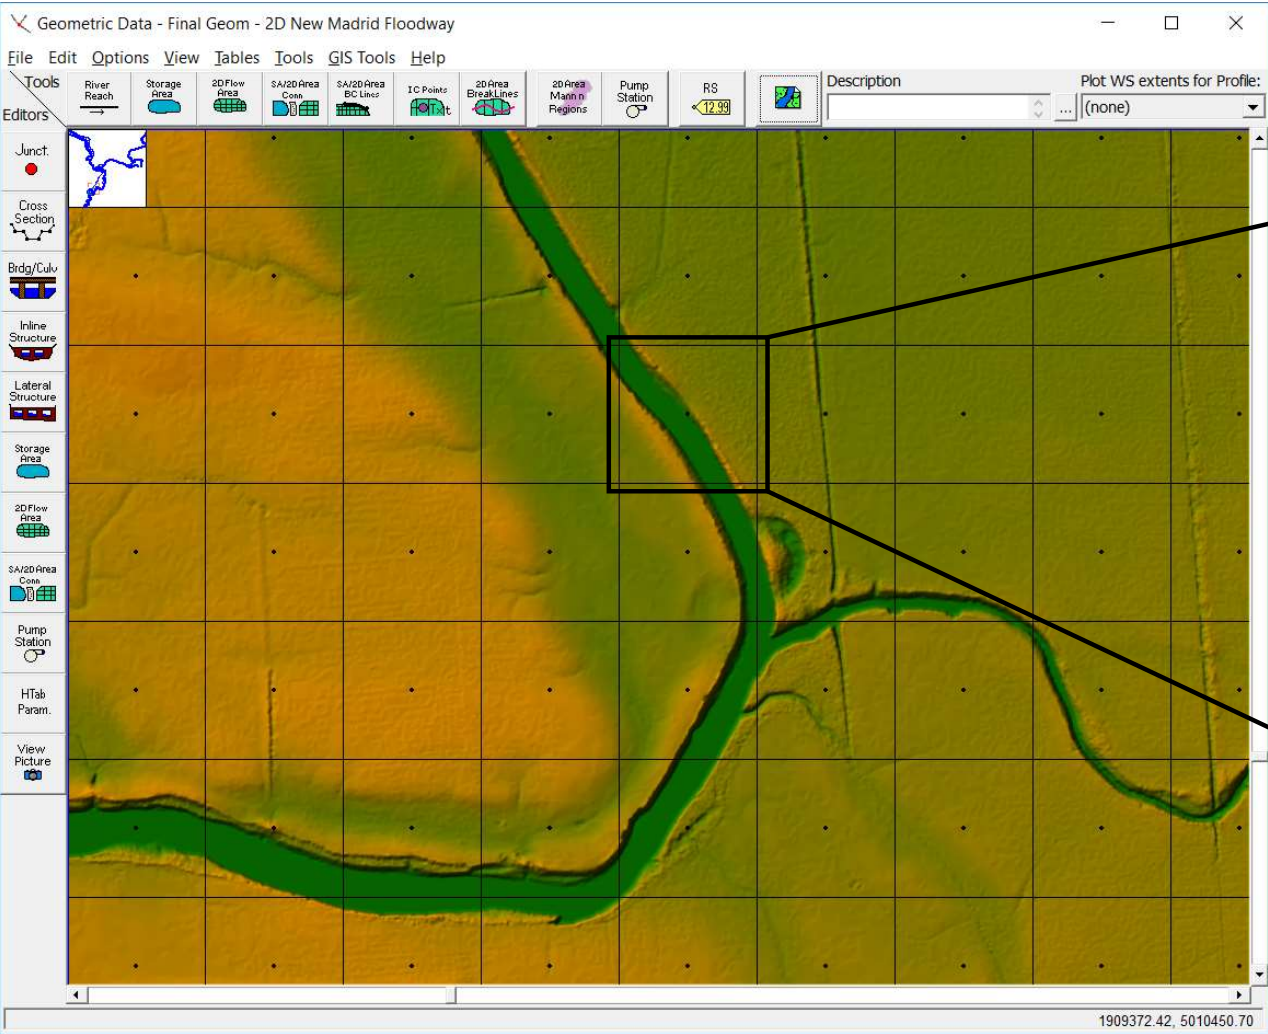 Geometric Data - Final Geom - 2D New Madrid Floodway
File Edit Options View Tables Tools GIS Tools Help
Tools
Editors
River
Reach
Storage
Area
2D Flow
Area
SA/2D Area
Conn
SA/2D Area
BC Lines
IC Points
2D Area
BreakLines
2D Area
Mann n
Regions
Pump
Station
RS
12.99
Description
...
Plot WS extents for Profile:
(none)
Junct.
Cross
Section
Brdg/Culv
Inline
Structure
Lateral
Structure
Storage
Area
2D Flow
Area
SA/2D Area
Conn
Pump
Station
HTab
Param.
View
Picture
1909372.42, 5010450.70